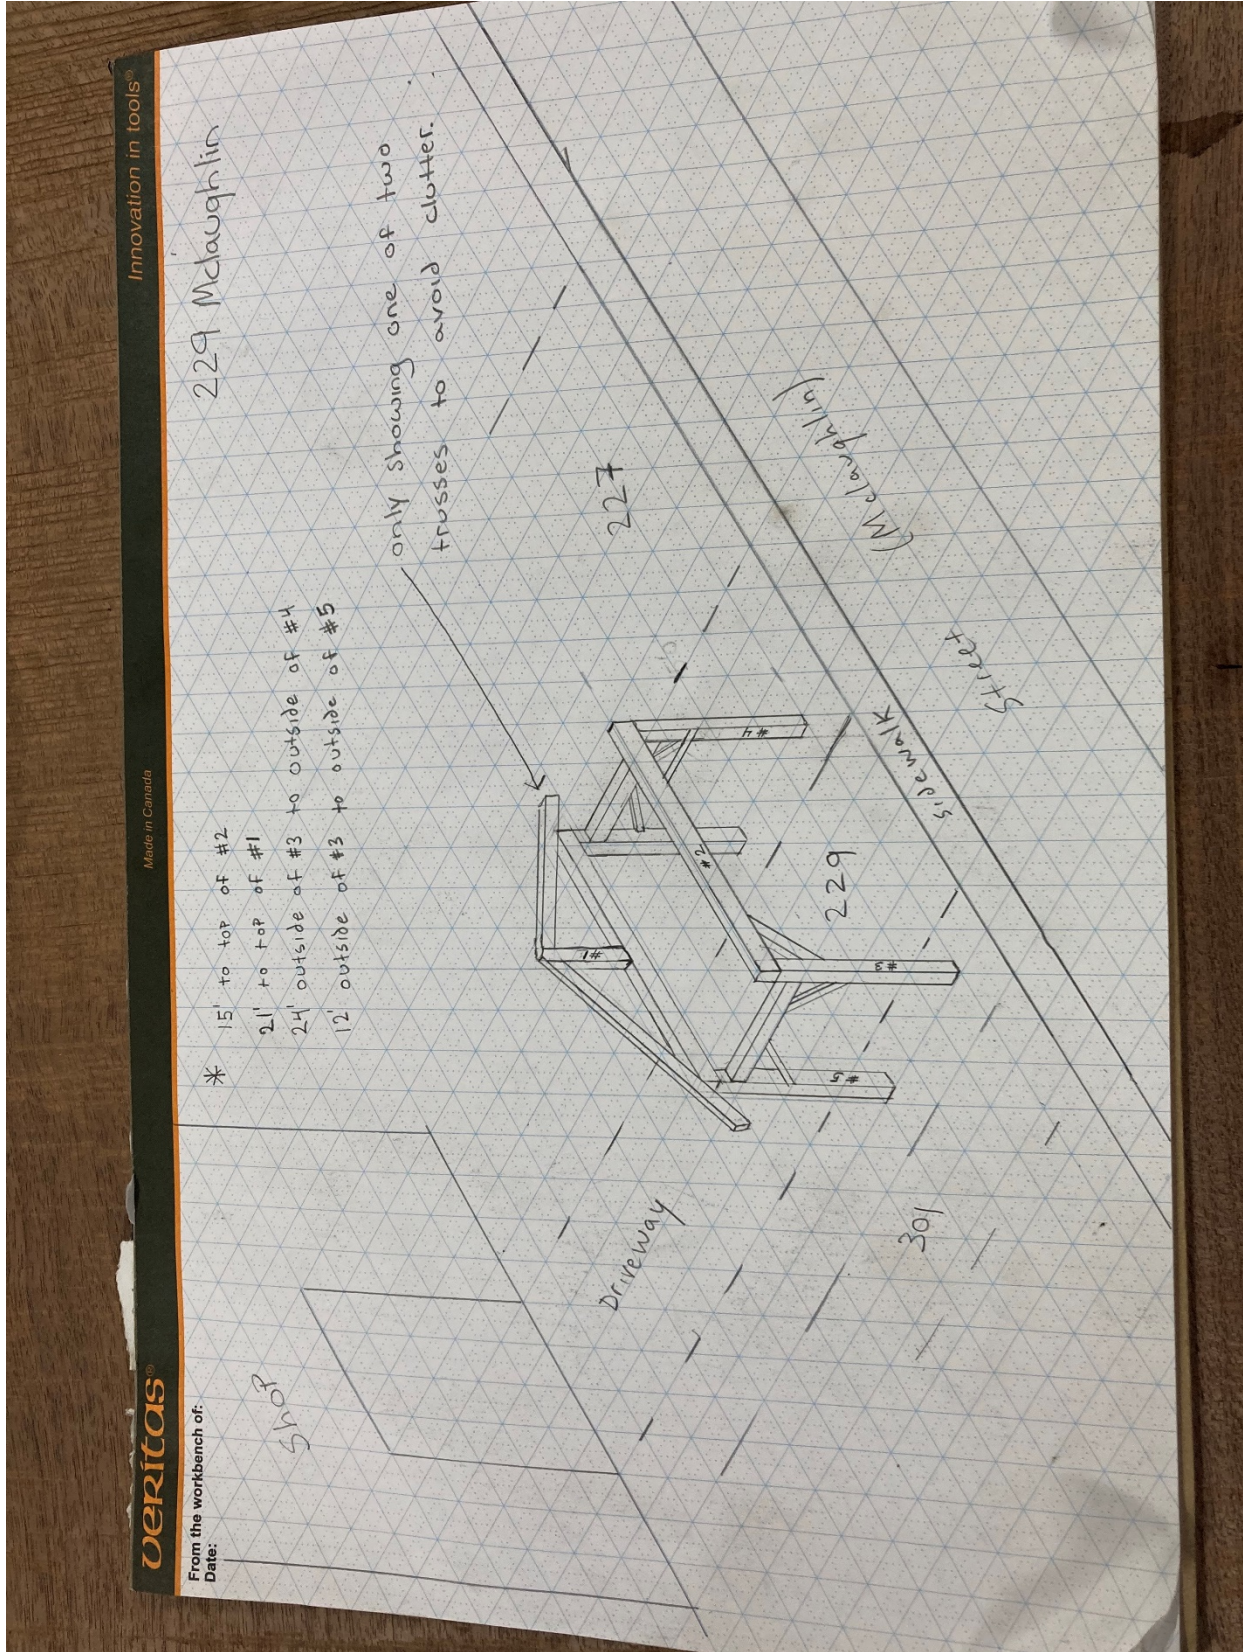 veritas®
Made in Canada
Innovation in tools®
From the workbench of:
Date:
229 Mclaughlin
* 15' to top of #2
21' to top of #1
24' outside of #3 to outside of #4
12' outside of #3 to outside of #5
only showing one of two
trusses to avoid clutter.
Shop
#1
#2
#4
#3
#5
227
Driveway
229
301
Sidewalk
(Mclaughlin)
Street